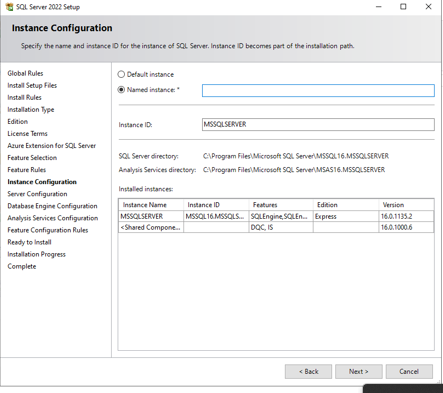 SQL Server 2022 Setup
Instance Configuration
Specify the name and instance ID for the instance of SQL Server. Instance ID becomes part of the installation path.
Global Rules
Install Setup Files
Install Rules
Installation Type
Edition
License Terms
Azure Extension for SQL Server
Feature Selection
Feature Rules
Instance Configuration
Server Configuration
Database Engine Configuration
Analysis Services Configuration
Feature Configuration Rules
Ready to Install
Installation Progress
Complete
Default instance
Named instance: *
Instance ID: MSSQLSERVER
SQL Server directory: C:\Program Files\Microsoft SQL Server\MSSQL16.MSSQLSERVER
Analysis Services directory: C:\Program Files\Microsoft SQL Server\MSAS16.MSSQLSERVER
Installed instances:
Instance Name Instance ID Features Edition Version
MSSQLSERVER MSSQL16.MSSQLS... SQLEngine,SQLEn... Express 16.0.1135.2
<Shared Compone... DQC, IS 16.0.1000.6
< Back Next > Cancel